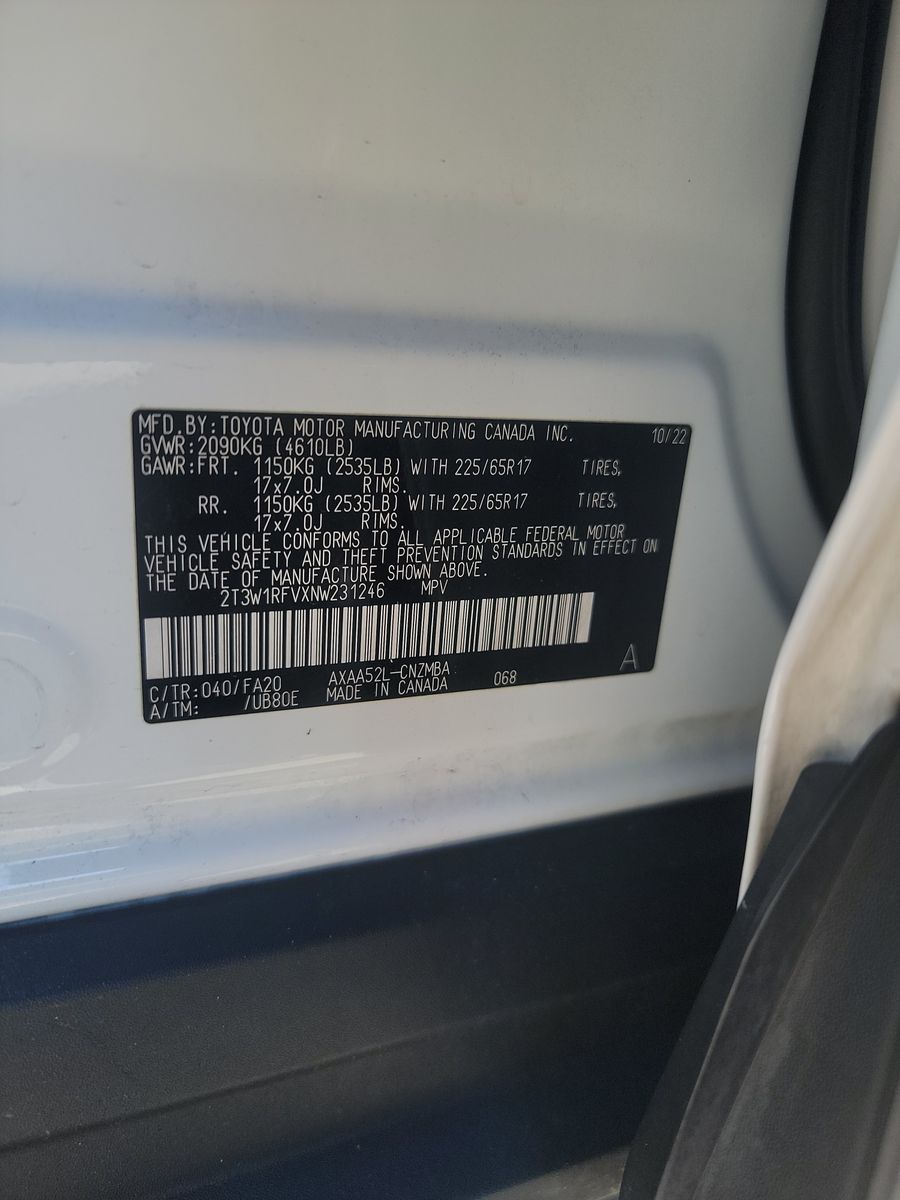 MFD.BY:TOYOTA MOTOR MANUFACTURING CANADA INC. 10/22
GVWR:2090KG (4610LB)
GAWR:FRT. 1150KG (2535LB) WITH 225/65R17 TIRES,
17x7.0J RIMS.
RR. 1150KG (2535LB) WITH 225/65R17 TIRES,
17x7.0J RIMS.
THIS VEHICLE CONFORMS TO ALL APPLICABLE FEDERAL MOTOR
VEHICLE SAFETY AND THEFT PREVENTION STANDARDS IN EFFECT ON
THE DATE OF MANUFACTURE SHOWN ABOVE.
2T3W1RFVXNW231246 MPV
C/TR:040/FA20 AXAA52L-CNZMBA 068 A
A/TM: /UB80E MADE IN CANADA